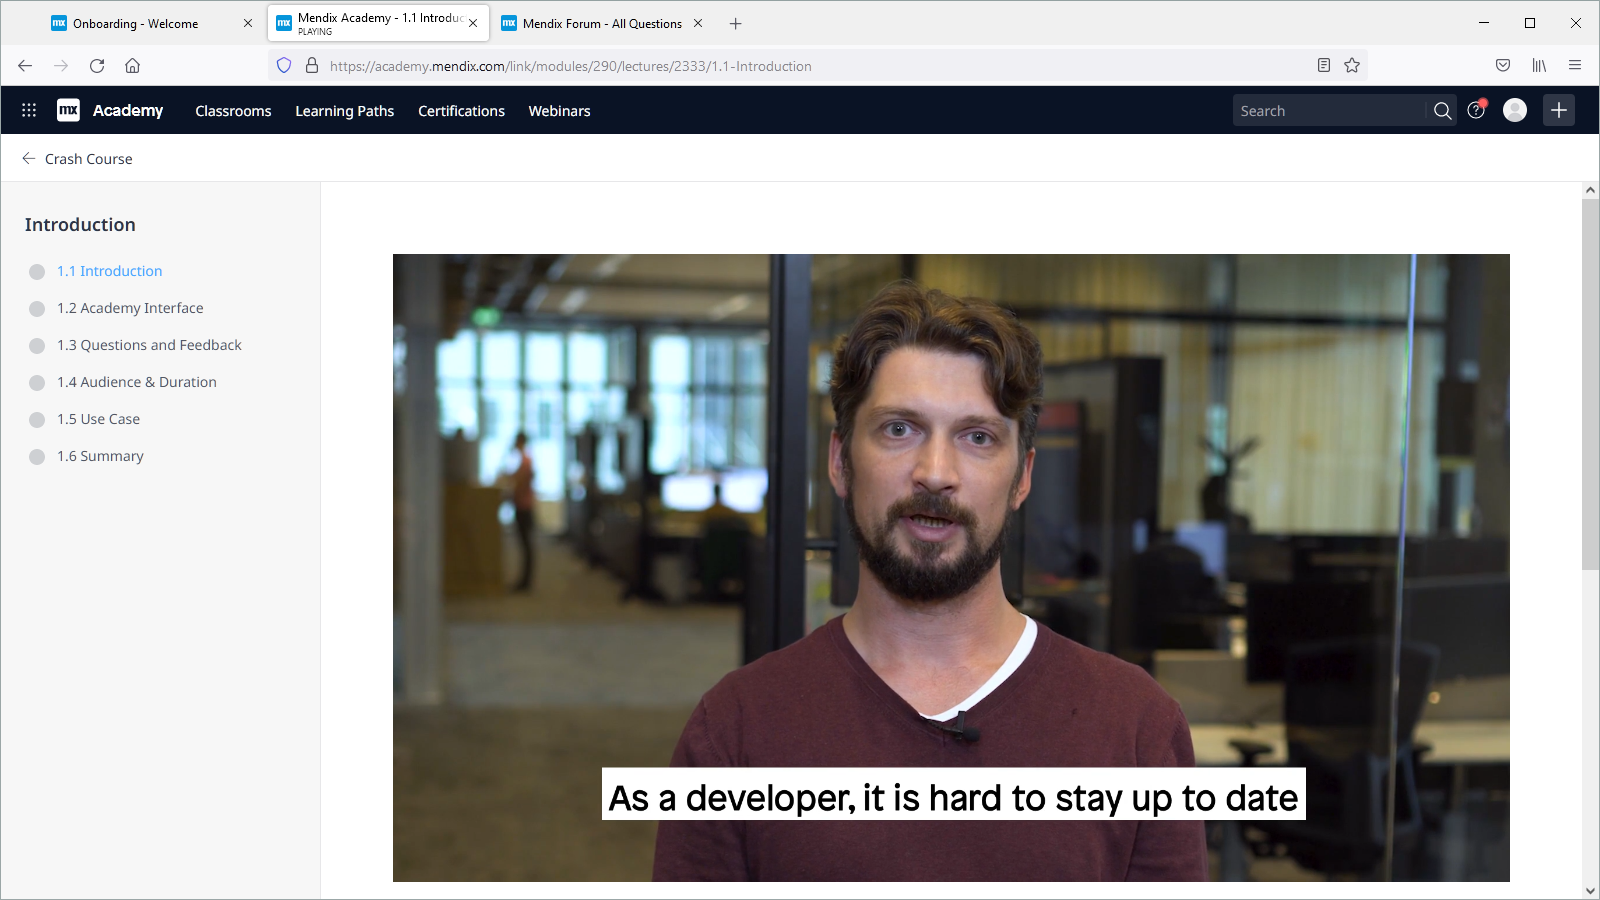 Onboarding - Welcome
Mendix Academy - 1.1 Introduc
PLAYING
Mendix Forum - All Questions
https://academy.mendix.com/link/modules/290/lectures/2333/1.1-Introduction
mx Academy Classrooms Learning Paths Certifications Webinars Search
Crash Course
Introduction
1.1 Introduction
1.2 Academy Interface
1.3 Questions and Feedback
1.4 Audience & Duration
1.5 Use Case
1.6 Summary
As a developer, it is hard to stay up to date